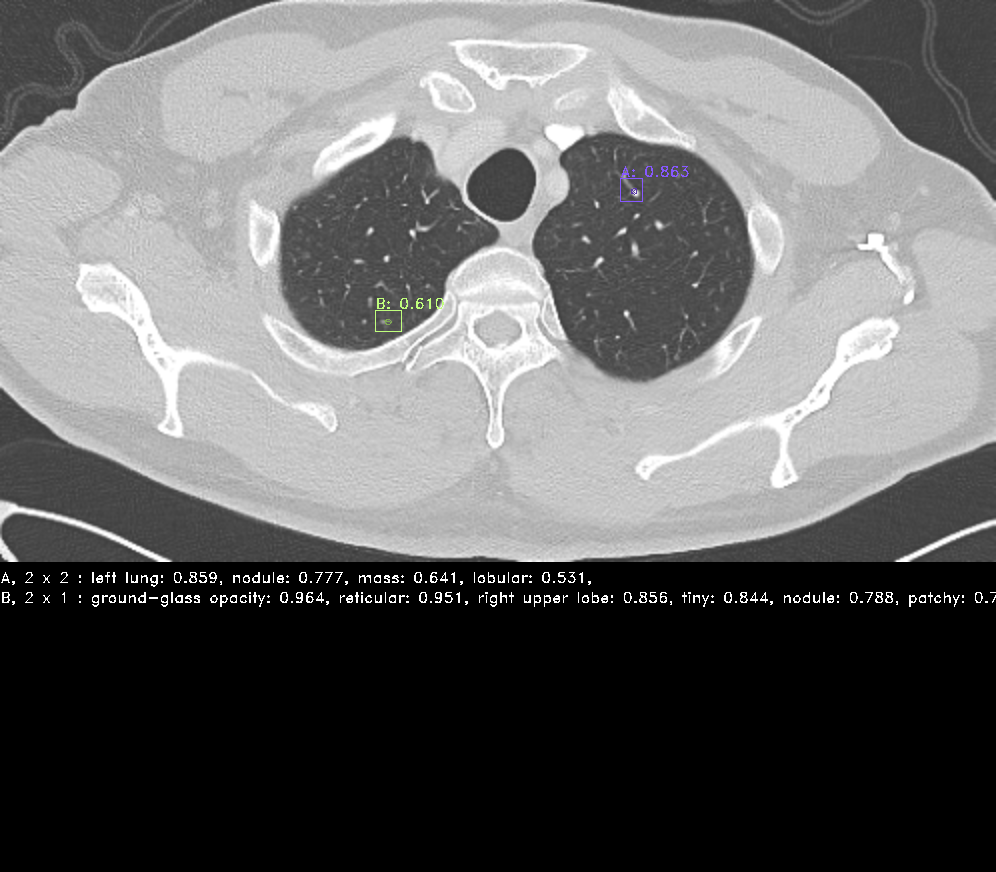 A: 0.863
B: 0.610
A, 2 x 2 : left lung: 0.859, nodule: 0.777, mass: 0.641, lobular: 0.531,
B, 2 x 1 : ground-glass opacity: 0.964, reticular: 0.951, right upper lobe: 0.856, tiny: 0.844, nodule: 0.788, patchy: 0.7